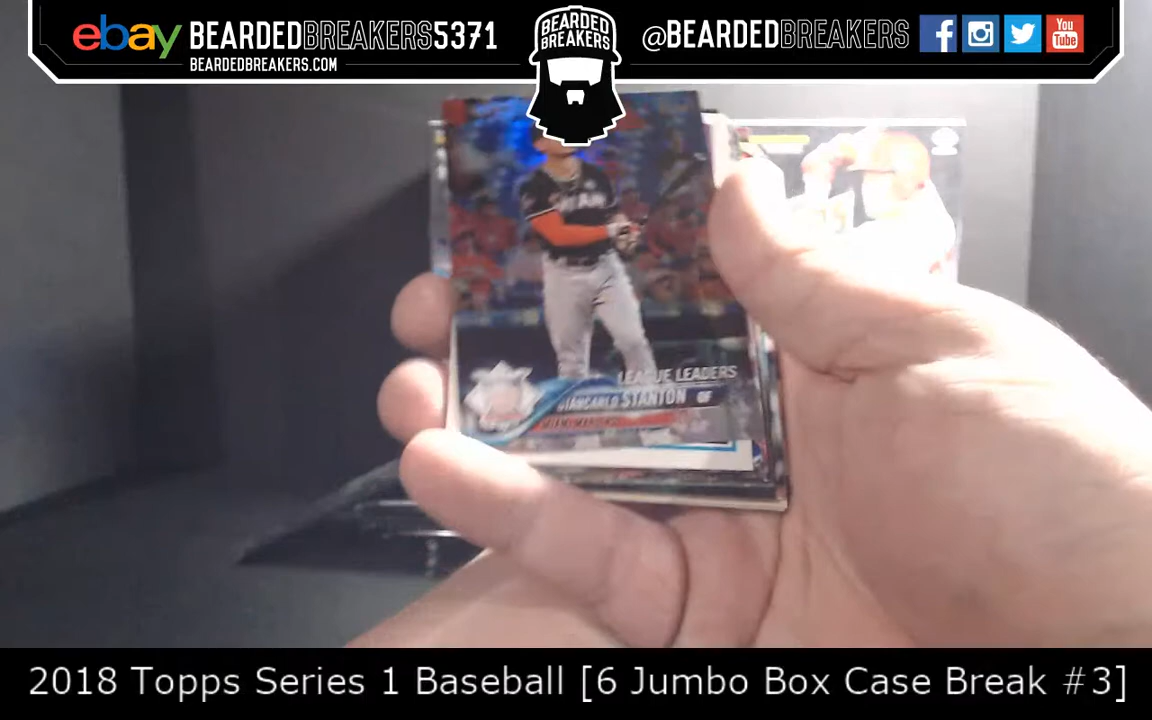 ebay BEARDEDBREAKERS5371
BEARDEDBREAKERS.COM
BEARDED
BREAKERS
@BEARDEDBREAKERS
You
Tube
LEAGUE LEADERS
GIANCARLO STANTON OF
2018 Topps Series 1 Baseball [6 Jumbo Box Case Break #3]